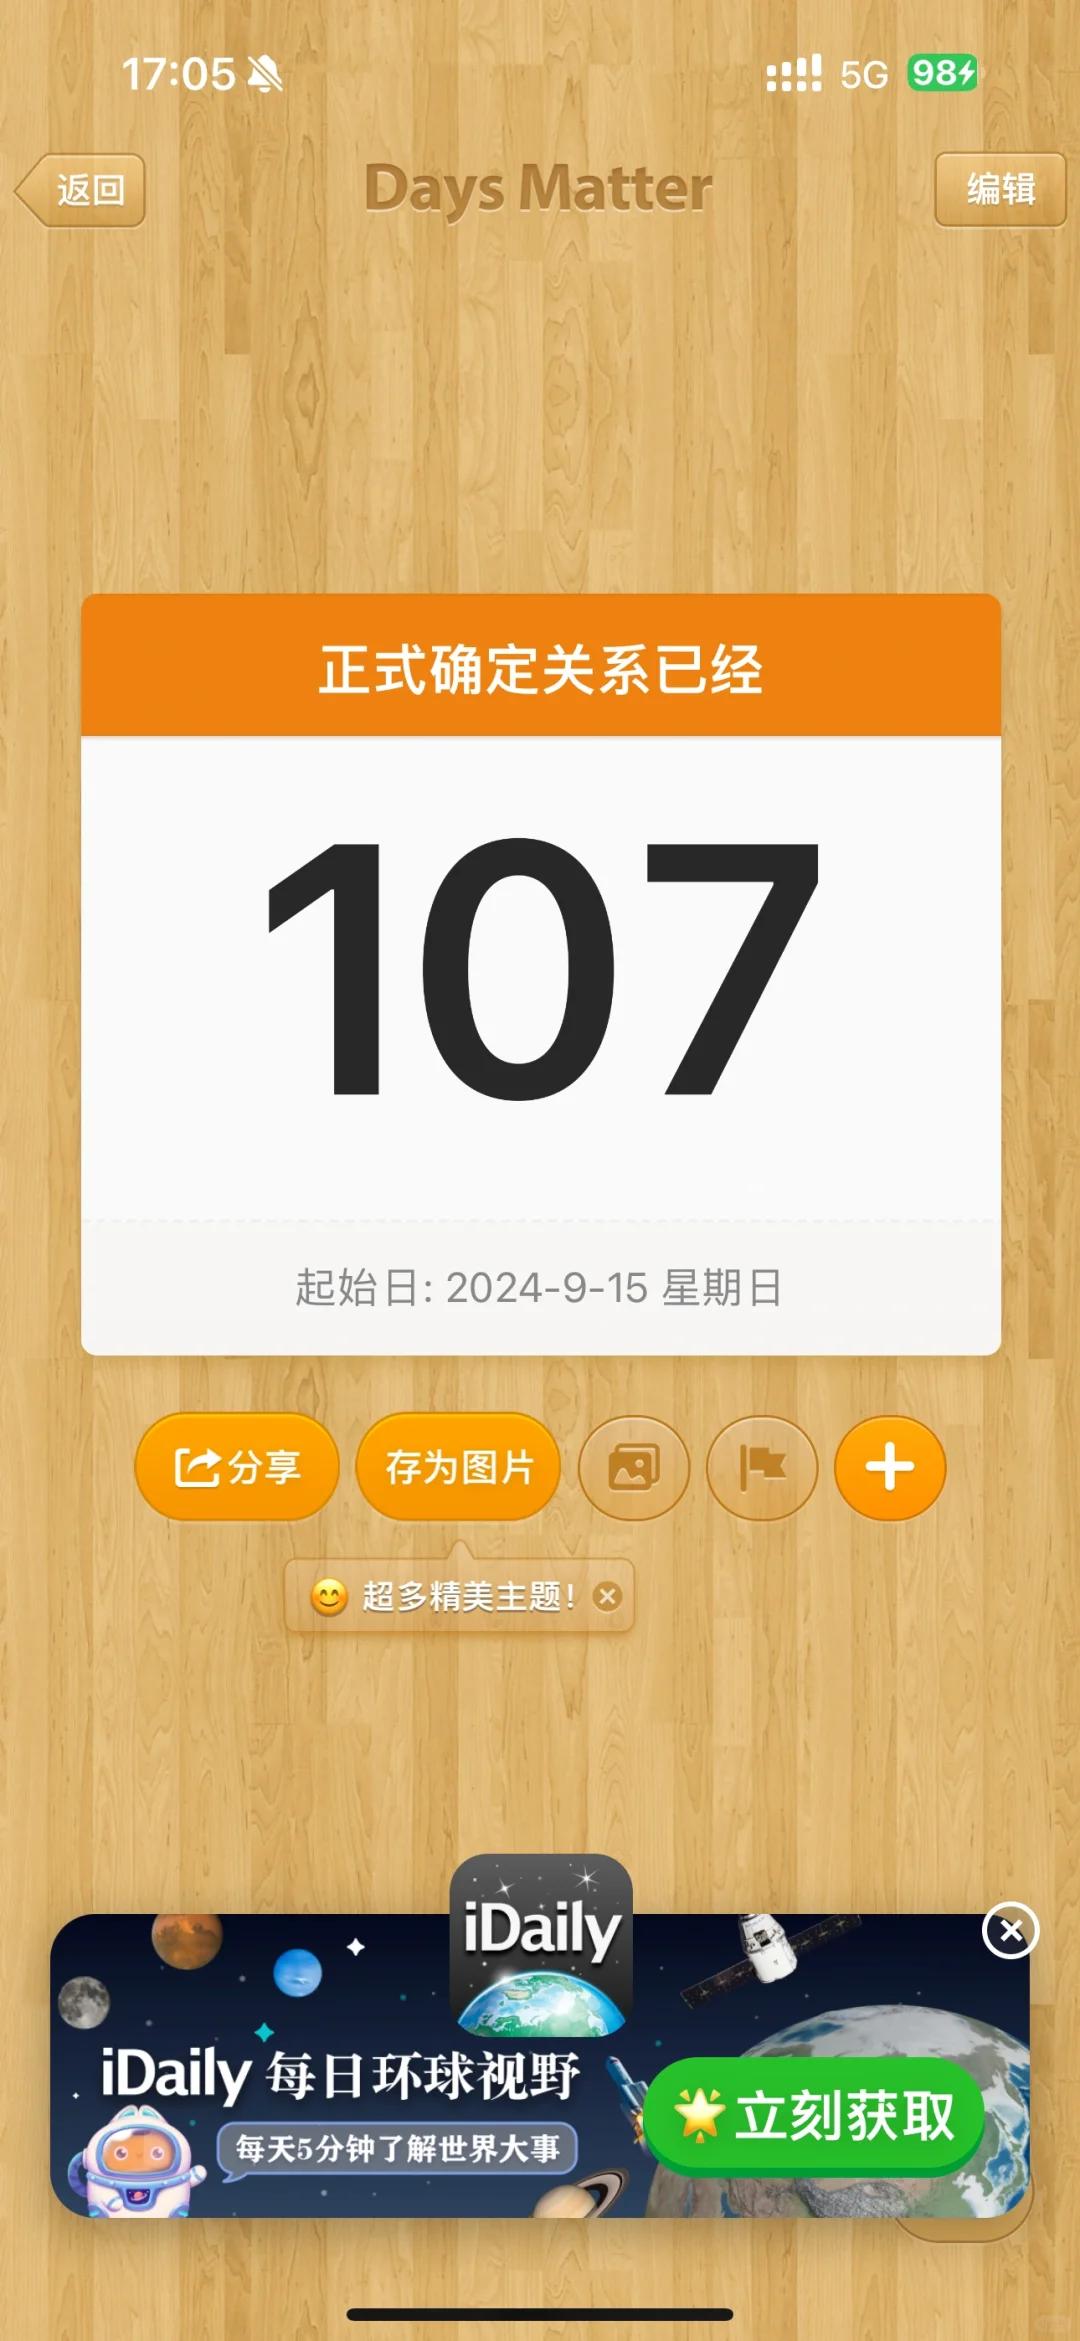 17:05
5G 98
返回
Days Matter
编辑
正式确定关系已经
107
起始日: 2024-9-15 星期日
分享
存为图片
😊 超多精美主题!
iDaily
iDaily 每日环球视野
每天5分钟了解世界大事
🌟 立刻获取